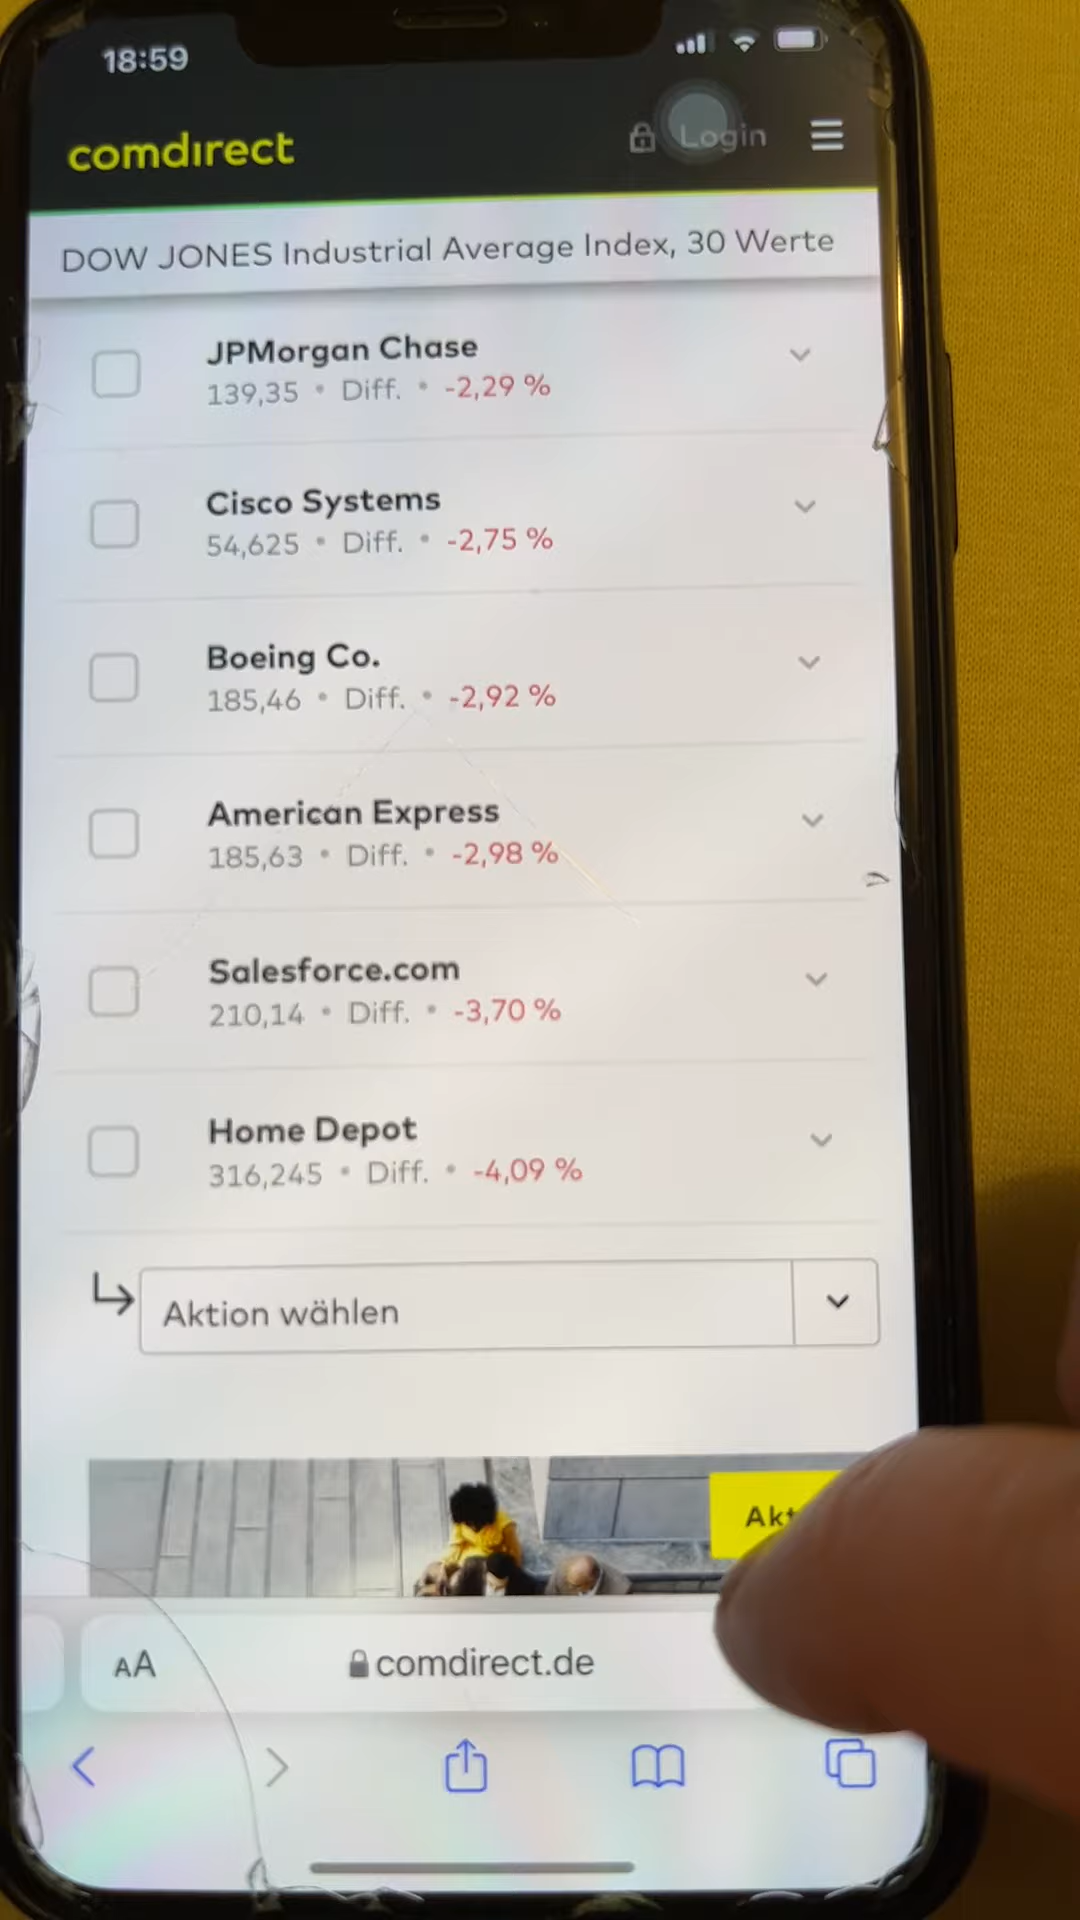 18:59
comdırect
Login
DOW JONES Industrial Average Index, 30 Werte
JPMorgan Chase
139,35 • Diff. • -2,29 %
Cisco Systems
54,625 • Diff. • -2,75 %
Boeing Co.
185,46 • Diff. • -2,92 %
American Express
185,63 • Diff. • -2,98 %
Salesforce.com
210,14 • Diff. • -3,70 %
Home Depot
316,245 • Diff. • -4,09 %
Aktion wählen
AA
comdirect.de